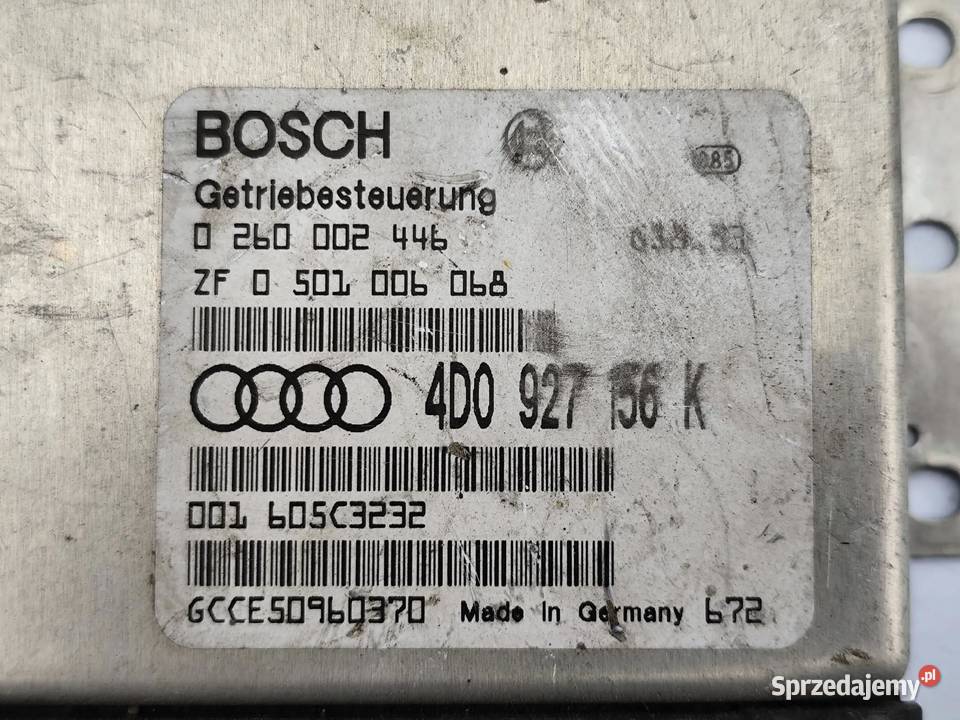 BOSCH
Getriebesteuerung
0 260 002 446
ZF 0 501 006 068
4D0 927 156 K
001 605C3232
GCCE50960370 Made in Germany 672
Sprzedajemy.pl